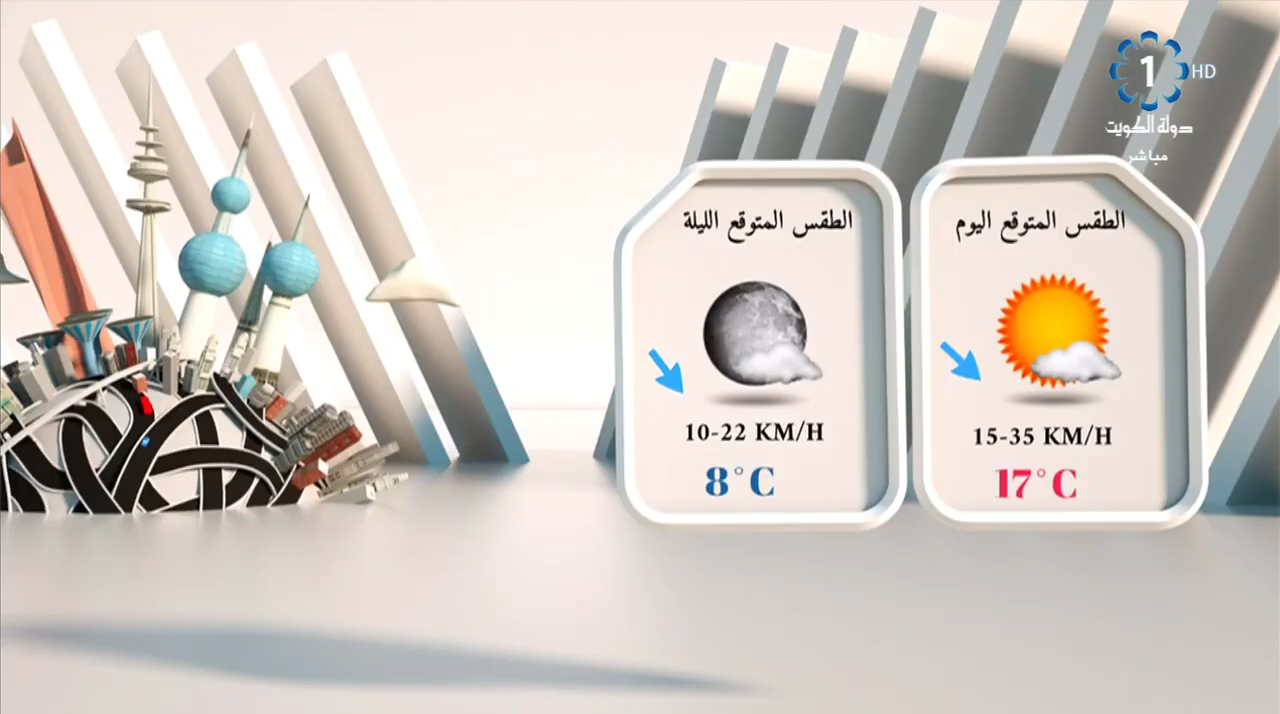 1 HD
دولة الكويت
مباشر
الطقس المتوقع اليوم
15-35 KM/H
17°C
الطقس المتوقع الليلة
10-22 KM/H
8°C